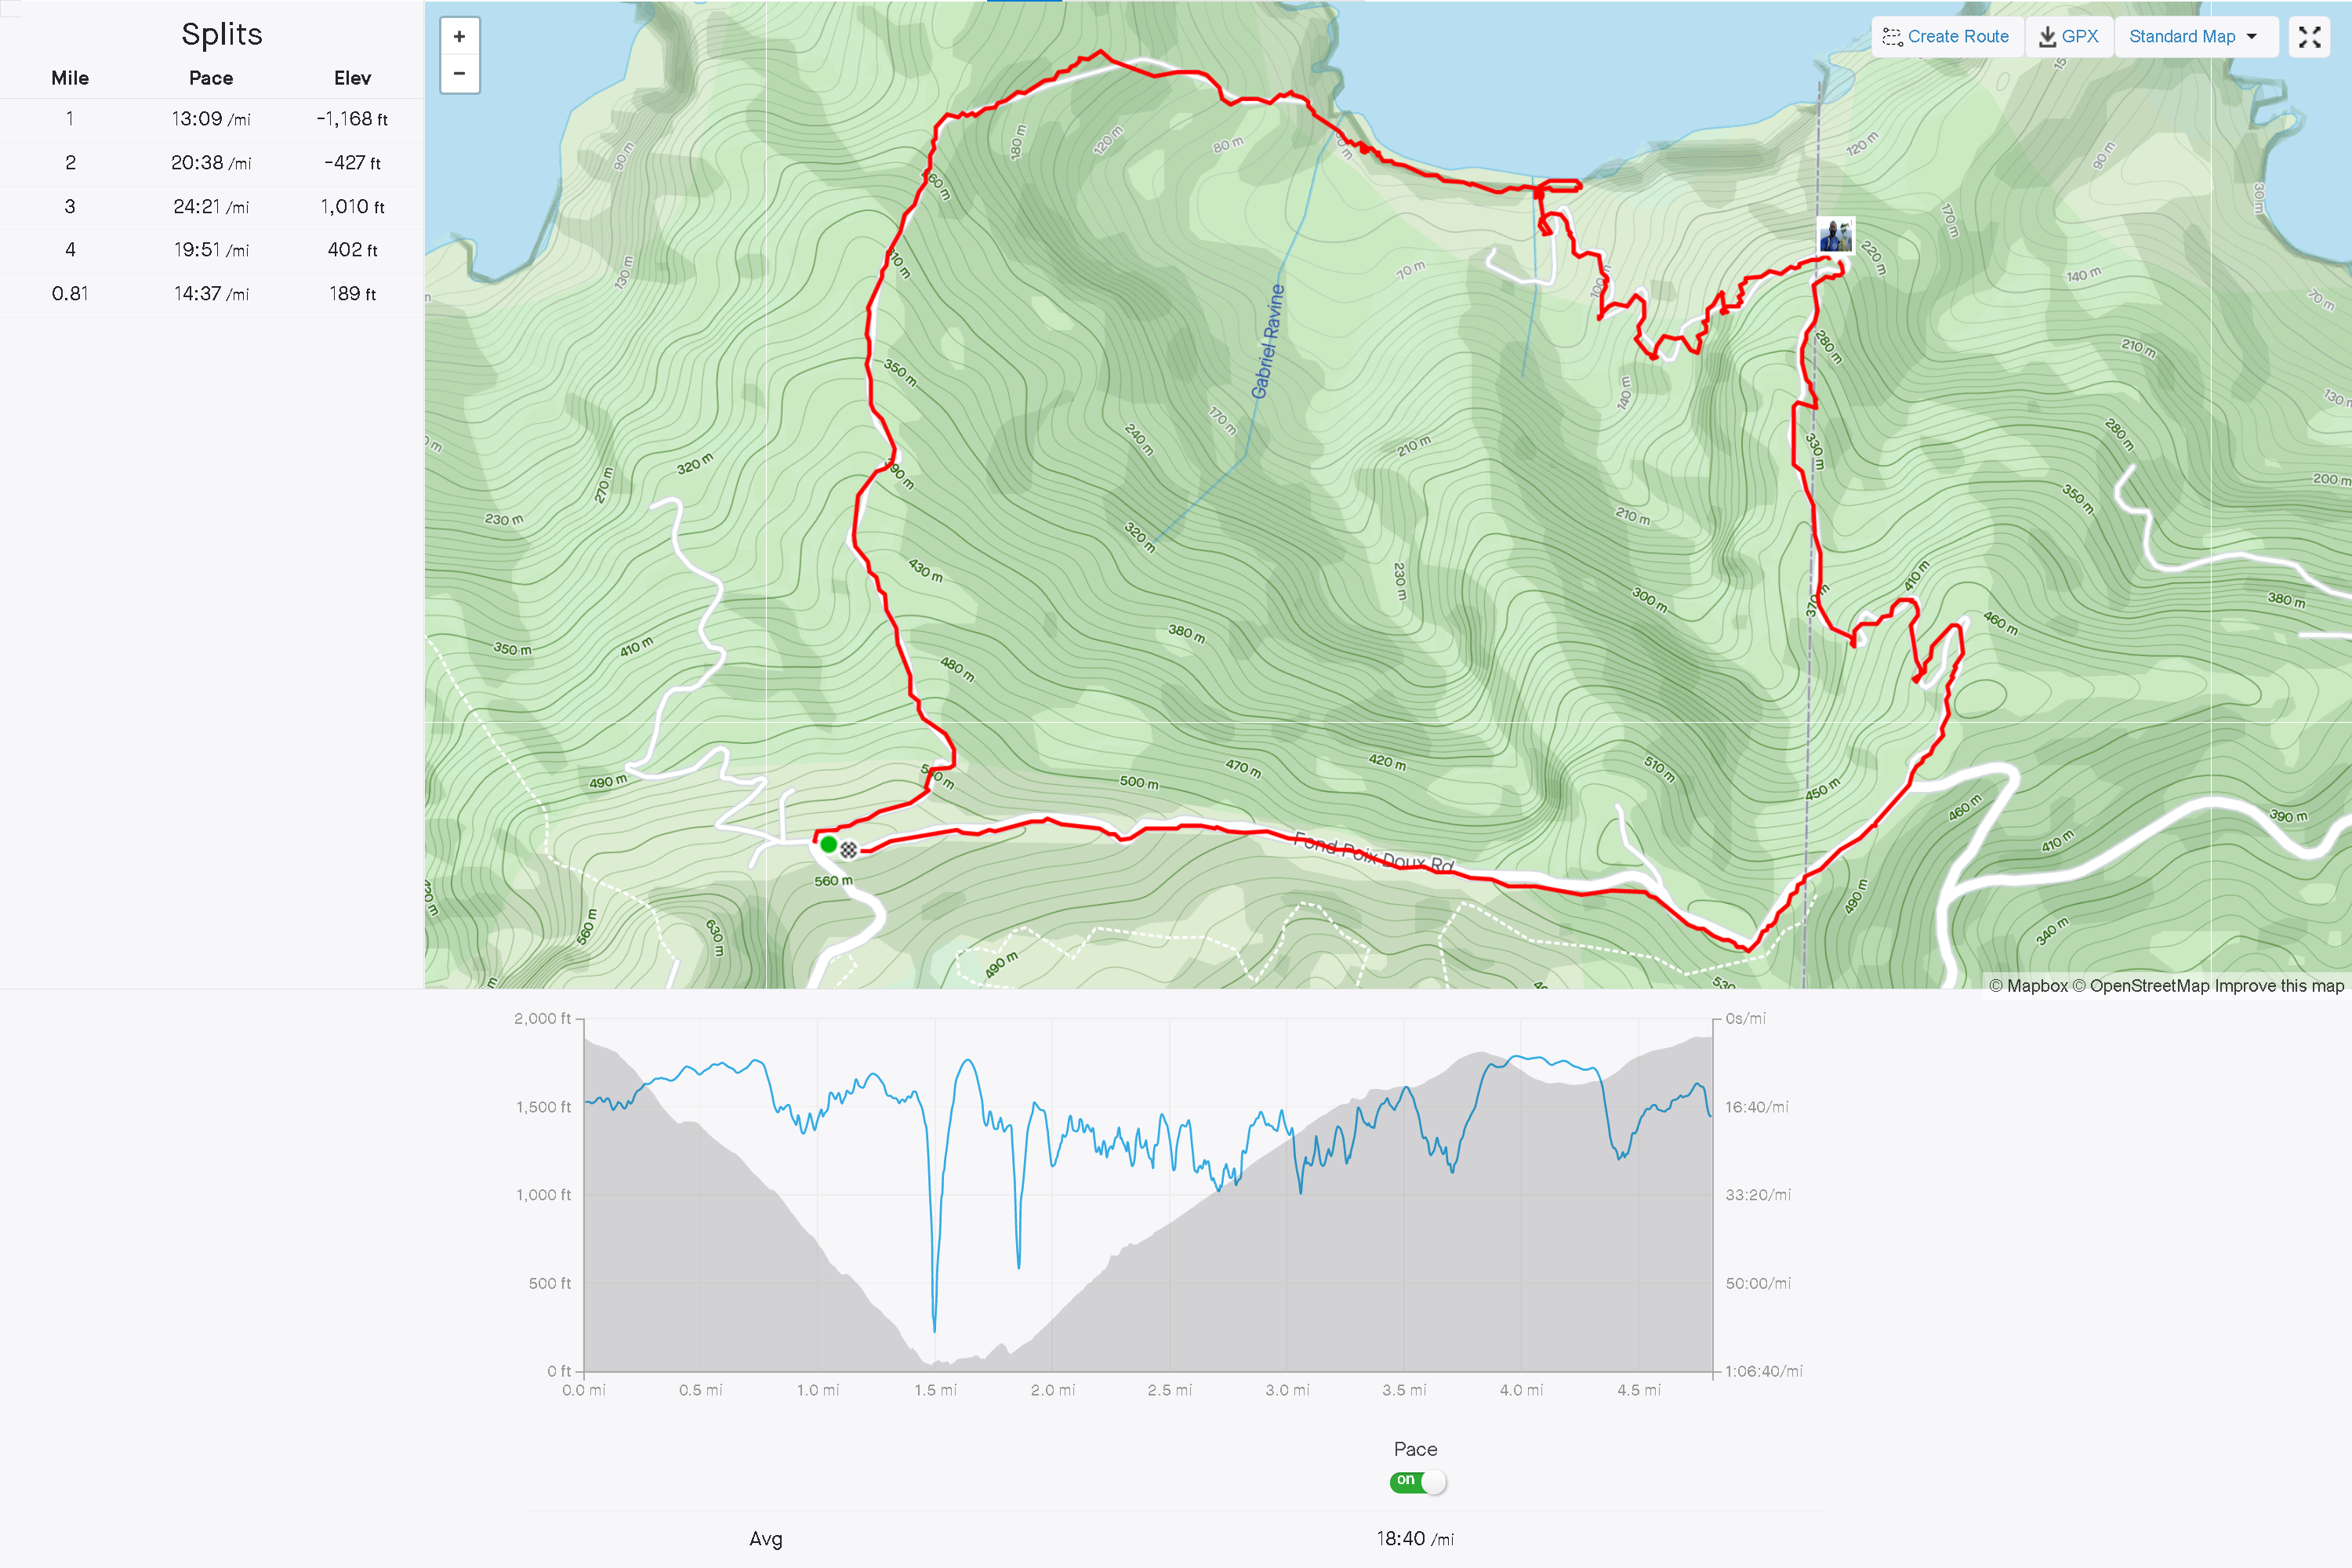 Splits
Mile Pace Elev
1 13:09 /mi -1,168 ft
2 20:38 /mi -427 ft
3 24:21 /mi 1,010 ft
4 19:51 /mi 402 ft
0.81 14:37 /mi 189 ft
+
−
Create Route GPX Standard Map
90 m
180 m
120 m
80 m
120 m
90 m
30 m
170 m
220 m
130 m
70 m
140 m
70 m
Gabriel Ravine
350 m
280 m
210 m
130 m
140 m
170 m
240 m
210 m
330 m
280 m
320 m
270 m
200 m
350 m
230 m
320 m
210 m
430 m
230 m
300 m
370 m
410 m
380 m
380 m
460 m
350 m
410 m
480 m
490 m
500 m
470 m
420 m
510 m
450 m
460 m
390 m
410 m
Fond Poix Doux Rd
560 m
490 m
560 m
630 m
340 m
490 m
© Mapbox © OpenStreetMap Improve this map
2,000 ft 0s/mi
1,500 ft 16:40/mi
1,000 ft 33:20/mi
500 ft 50:00/mi
0 ft 1:06:40/mi
0.0 mi 0.5 mi 1.0 mi 1.5 mi 2.0 mi 2.5 mi 3.0 mi 3.5 mi 4.0 mi 4.5 mi
Pace
on
Avg 18:40 /mi